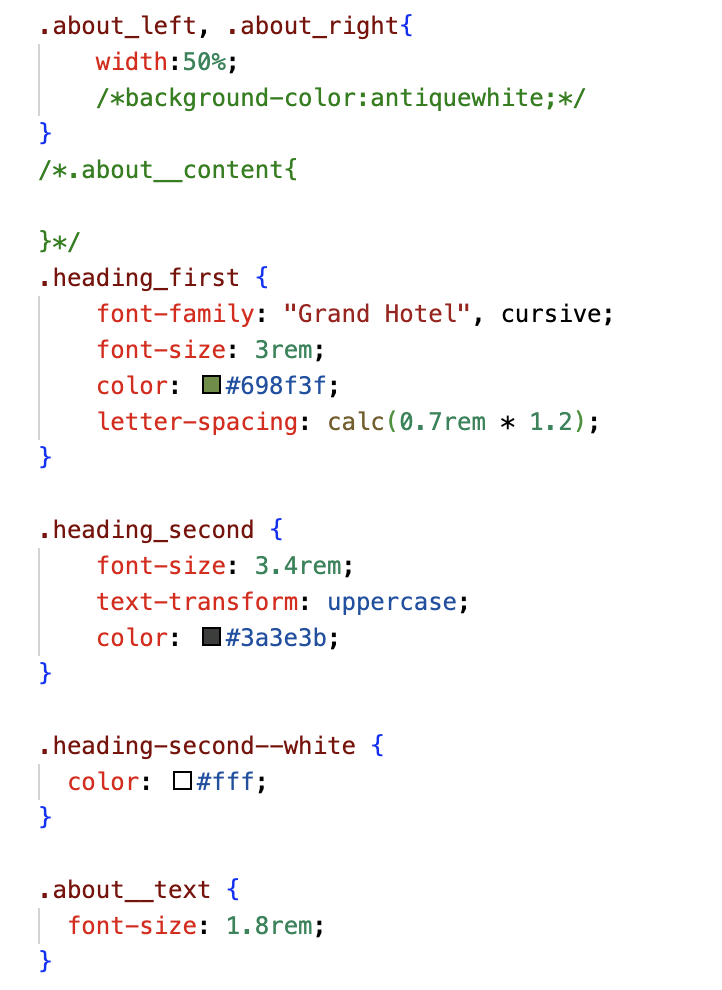 .about_left, .about_right{
    width:50%;
    /*background-color:antiquewhite;*/
}
/*.about__content{

}*/
.heading_first {
    font-family: "Grand Hotel", cursive;
    font-size: 3rem;
    color: #698f3f;
    letter-spacing: calc(0.7rem * 1.2);
}

.heading_second {
    font-size: 3.4rem;
    text-transform: uppercase;
    color: #3a3e3b;
}

.heading-second--white {
  color: #fff;
}

.about__text {
  font-size: 1.8rem;
}